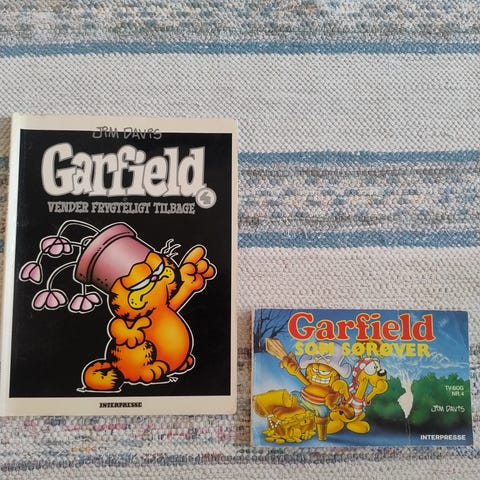 JIM DAVIS
Garfield
4
VENDER FRYGTELIGT TILBAGE
INTERPRESSE
Garfield
SOM SØRØVER
TV-BOG
NR. 4
JIM DAVIS
INTERPRESSE